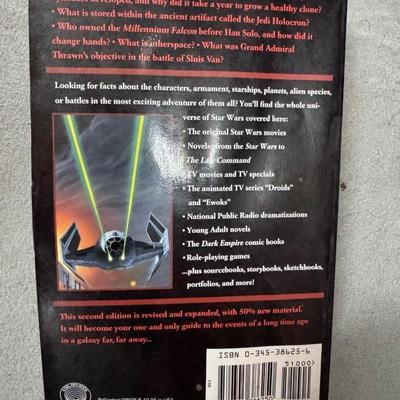 developed, and why did it take a year to grow a healthy clone?
• What is stored within the ancient artifact called the Jedi Holocron?
• Who owned the Millennium Falcon before Han Solo, and how did it
change hands? • What is otherspace? • What was Grand Admiral
Thrawn's objective in the battle of Sluis Van?
Looking for facts about the characters, armament, starships, planets, alien species,
or battles in the most exciting adventure of them all? You'll find the whole uni-
verse of Star Wars covered here:
• The original Star Wars movies
• Novels from the Star Wars to
The Last Command
TV movies and TV specials
• The animated TV series "Droids"
and "Ewoks"
• National Public Radio dramatizations
• Young Adult novels
• The Dark Empire comic books
• Role-playing games
...plus sourcebooks, storybooks, sketchbooks,
portfolios, and more!
This second edition is revised and expanded, with 50% new material.
It will become your one and only guide to the events of a long time ago
in a galaxy far, far away...
ISBN 0-345-38625-6
51000